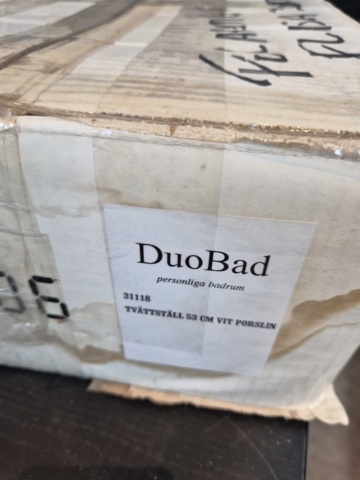 DuoBad
personliga badrum
31118
TVÄTTSTÄLL 53 CM VIT PORSLIN